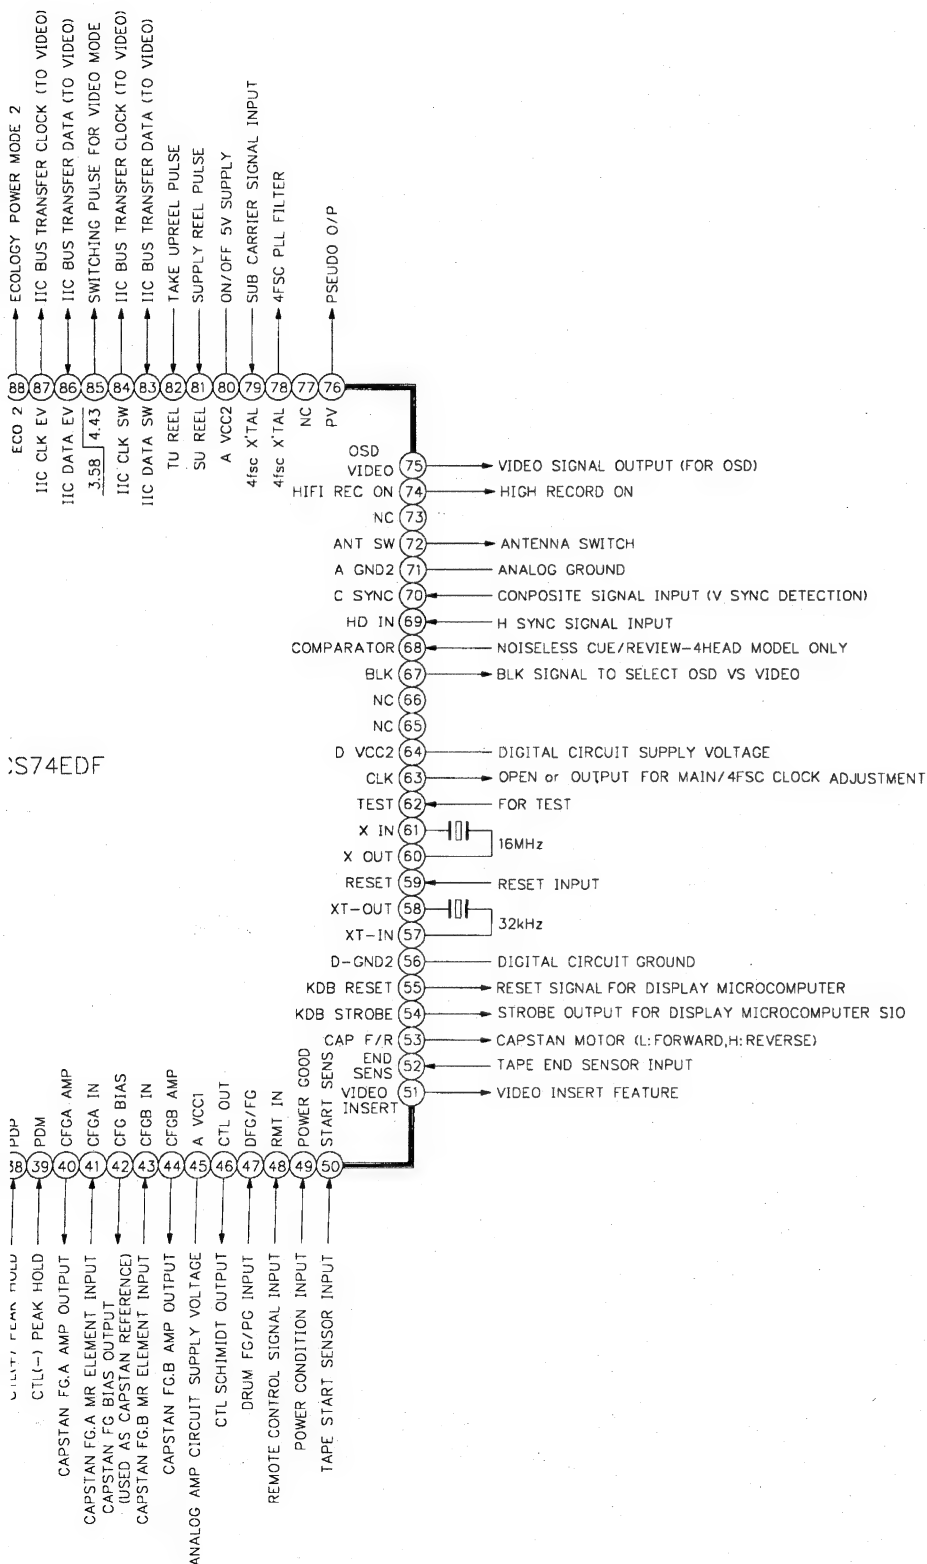 ECOLOGY POWER MODE 2
IIC BUS TRANSFER CLOCK (TO VIDEO)
IIC BUS TRANSFER DATA (TO VIDEO)
SWITCHING PULSE FOR VIDEO MODE
IIC BUS TRANSFER CLOCK (TO VIDEO)
IIC BUS TRANSFER DATA (TO VIDEO)
TAKE UPREEL PULSE
SUPPLY REEL PULSE
ON/OFF 5V SUPPLY
SUB CARRIER SIGNAL INPUT
4FSC PLL FILTER
PSEUDO O/P
88 87 86 85 84 83 82 81 80 79 78 77 76
ECO 2
IIC CLK EV
IIC DATA EV
3.58 4.43
IIC CLK SW
IIC DATA SW
TU REEL
SU REEL
A VCC2
4fsc X'TAL
4fsc X'TAL
NC
PV
OSD
VIDEO 75 VIDEO SIGNAL OUTPUT (FOR OSD)
HIFI REC ON 74 HIGH RECORD ON
NC 73
ANT SW 72 ANTENNA SWITCH
A GND2 71 ANALOG GROUND
C SYNC 70 CONPOSITE SIGNAL INPUT (V SYNC DETECTION)
HD IN 69 H SYNC SIGNAL INPUT
COMPARATOR 68 NOISELESS CUE/REVIEW-4HEAD MODEL ONLY
BLK 67 BLK SIGNAL TO SELECT OSD VS VIDEO
NC 66
NC 65
D VCC2 64 DIGITAL CIRCUIT SUPPLY VOLTAGE
CS74EDF
CLK 63 OPEN or OUTPUT FOR MAIN/4FSC CLOCK ADJUSTMENT
TEST 62 FOR TEST
X IN 61
16MHz
X OUT 60
RESET 59 RESET INPUT
XT-OUT 58
32kHz
XT-IN 57
D-GND2 56 DIGITAL CIRCUIT GROUND
KDB RESET 55 RESET SIGNAL FOR DISPLAY MICROCOMPUTER
KDB STROBE 54 STROBE OUTPUT FOR DISPLAY MICROCOMPUTER SIO
CAP F/R 53 CAPSTAN MOTOR (L:FORWARD,H:REVERSE)
END
SENS 52 TAPE END SENSOR INPUT
VIDEO
INSERT 51 VIDEO INSERT FEATURE
PDP
PDM
CFGA AMP
CFGA IN
CFG BIAS
CFGB IN
CFGB AMP
A VCC1
CTL OUT
DFG/FG
RMT IN
POWER GOOD
START SENS
38 39 40 41 42 43 44 45 46 47 48 49 50
CTL(+) PEAK HOLD
CTL(-) PEAK HOLD
CAPSTAN FG.A AMP OUTPUT
CAPSTAN FG.A MR ELEMENT INPUT
CAPSTAN FG BIAS OUTPUT
(USED AS CAPSTAN REFERENCE)
CAPSTAN FG.B MR ELEMENT INPUT
CAPSTAN FG.B AMP OUTPUT
ANALOG AMP CIRCUIT SUPPLY VOLTAGE
CTL SCHIMIDT OUTPUT
DRUM FG/PG INPUT
REMOTE CONTROL SIGNAL INPUT
POWER CONDITION INPUT
TAPE START SENSOR INPUT